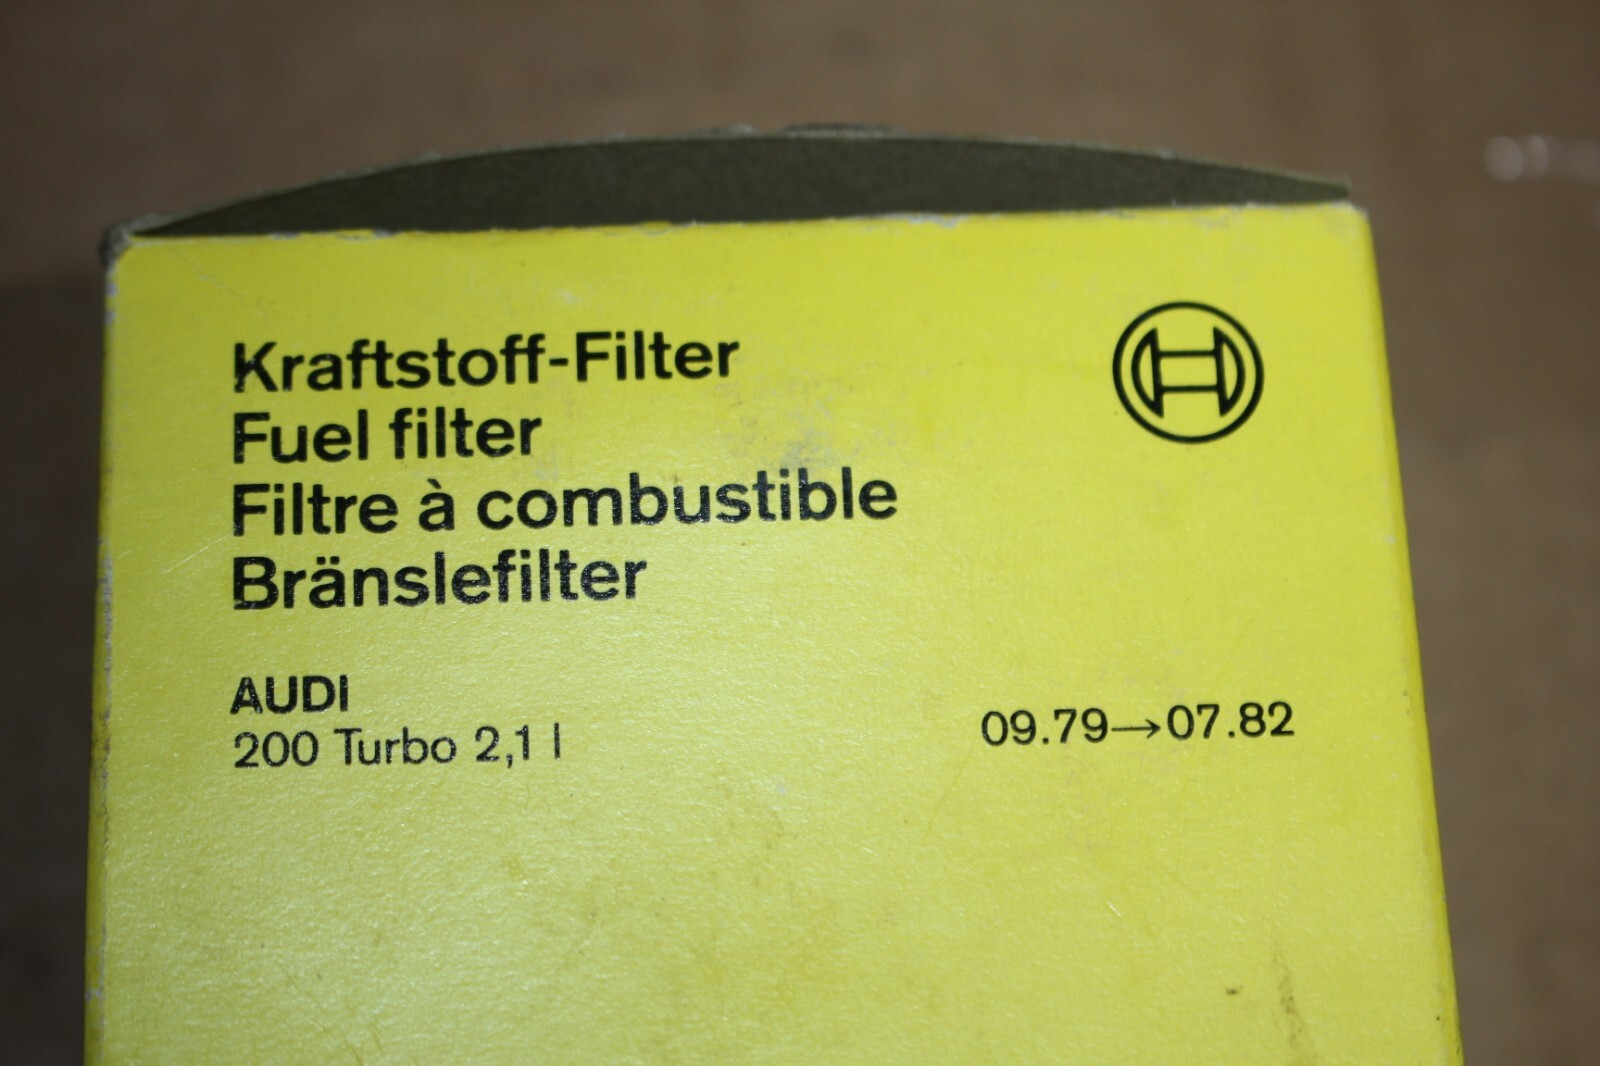 Kraftstoff-Filter
Fuel filter
Filtre à combustible
Bränslefilter
AUDI
200 Turbo 2,1 l 09.79→07.82